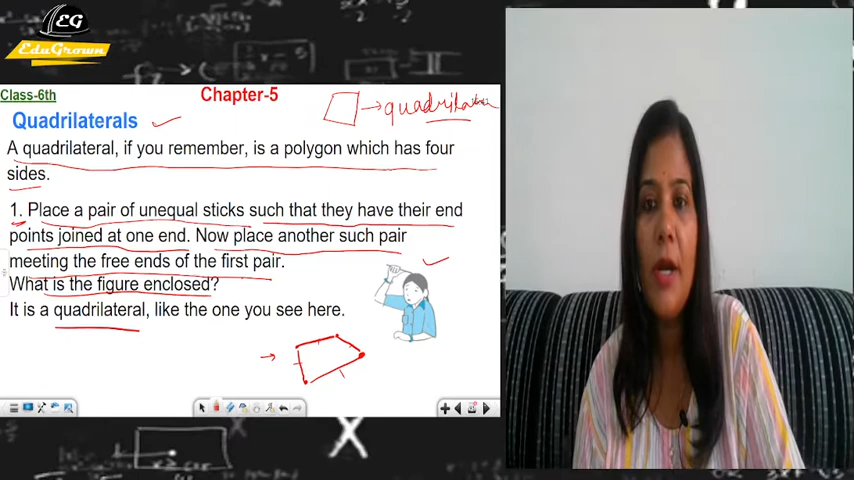 EG
EduGrown
Class-6th
Chapter-5
quadrilateral
Quadrilaterals
A quadrilateral, if you remember, is a polygon which has four
sides.
1. Place a pair of unequal sticks such that they have their end
points joined at one end. Now place another such pair
meeting the free ends of the first pair.
What is the figure enclosed?
It is a quadrilateral, like the one you see here.